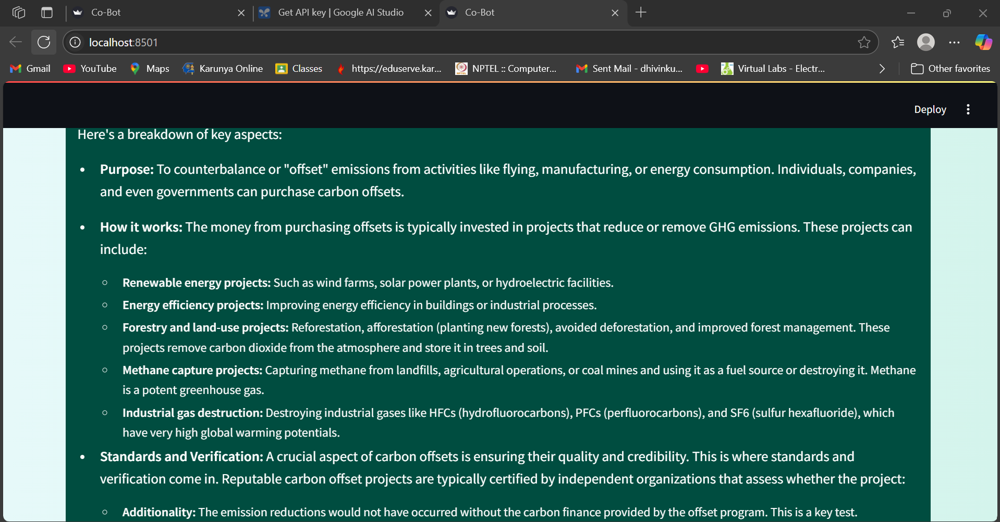 Co-Bot
Get API key | Google AI Studio
Co-Bot
localhost:8501
Gmail
YouTube
Maps
Karunya Online
Classes
https://eduserve.kar...
NPTEL :: Computer...
Sent Mail - dhivinku...
Virtual Labs - Electr...
Other favorites
Deploy
Here's a breakdown of key aspects:
• Purpose: To counterbalance or "offset" emissions from activities like flying, manufacturing, or energy consumption. Individuals, companies,
and even governments can purchase carbon offsets.
• How it works: The money from purchasing offsets is typically invested in projects that reduce or remove GHG emissions. These projects can
include:
◦ Renewable energy projects: Such as wind farms, solar power plants, or hydroelectric facilities.
◦ Energy efficiency projects: Improving energy efficiency in buildings or industrial processes.
◦ Forestry and land-use projects: Reforestation, afforestation (planting new forests), avoided deforestation, and improved forest management. These
projects remove carbon dioxide from the atmosphere and store it in trees and soil.
◦ Methane capture projects: Capturing methane from landfills, agricultural operations, or coal mines and using it as a fuel source or destroying it. Methane
is a potent greenhouse gas.
◦ Industrial gas destruction: Destroying industrial gases like HFCs (hydrofluorocarbons), PFCs (perfluorocarbons), and SF6 (sulfur hexafluoride), which
have very high global warming potentials.
• Standards and Verification: A crucial aspect of carbon offsets is ensuring their quality and credibility. This is where standards and
verification come in. Reputable carbon offset projects are typically certified by independent organizations that assess whether the project:
◦ Additionality: The emission reductions would not have occurred without the carbon finance provided by the offset program. This is a key test.